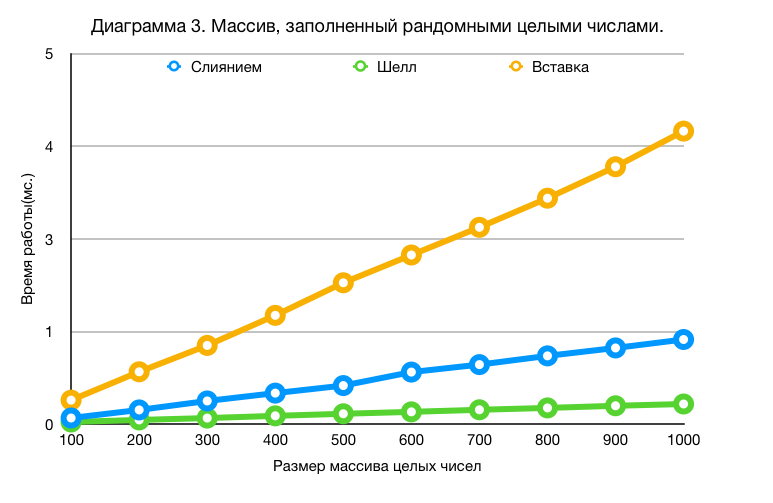 Диаграмма 3. Массив, заполненный рандомными целыми числами.
5
Слиянием
Шелл
Вставка
4
3
1
0
Время работы(мс.)
100
200
300
400
500
600
700
800
900
1000
Размер массива целых чисел